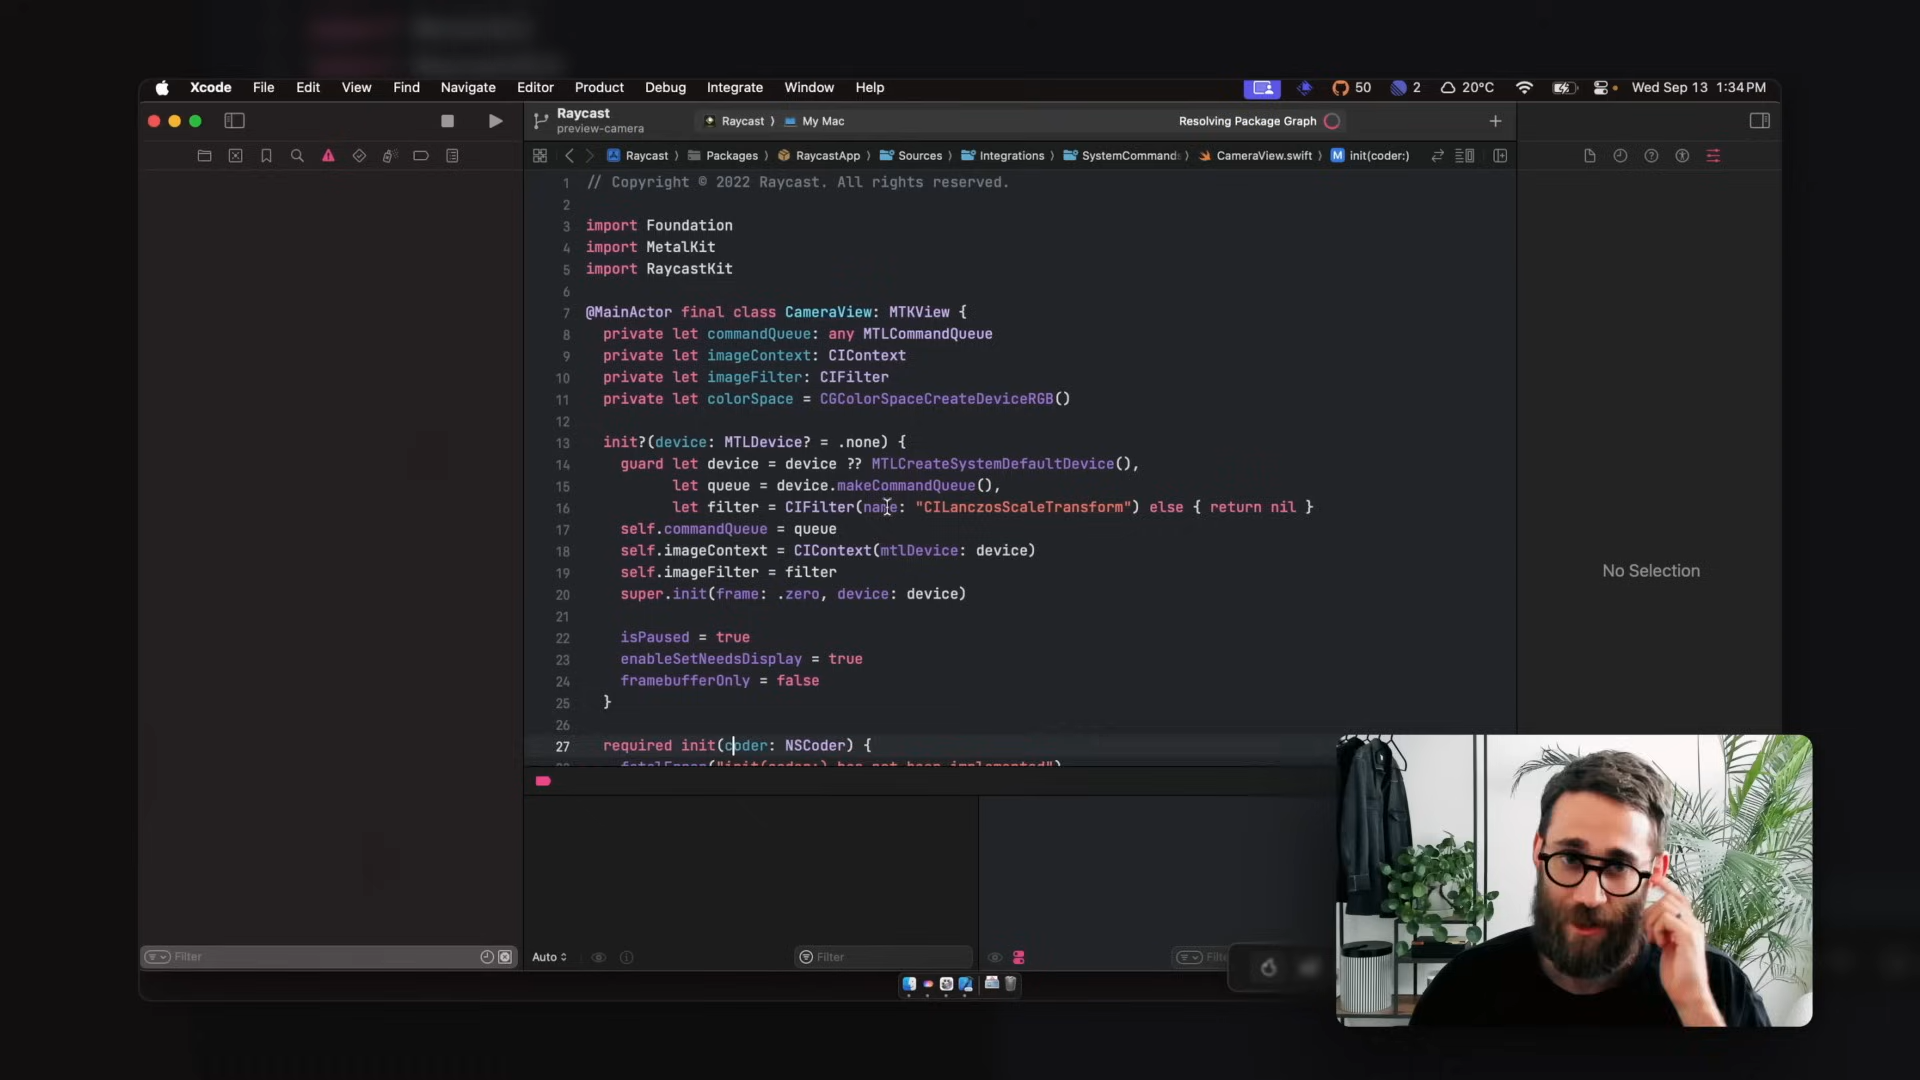 Xcode File Edit View Find Navigate Editor Product Debug Integrate Window Help 50 2 20°C Wed Sep 13 1:34 PM
Raycast
preview-camera
Raycast 〉 My Mac
Resolving Package Graph
Raycast 〉 Packages 〉 RaycastApp 〉 Sources 〉 Integrations 〉 SystemCommand 〉 CameraView.swift 〉 M init(coder:)
1 // Copyright © 2022 Raycast. All rights reserved.
2
3 import Foundation
4 import MetalKit
5 import RaycastKit
6
7 @MainActor final class CameraView: MTKView {
8 private let commandQueue: any MTLCommandQueue
9 private let imageContext: CIContext
10 private let imageFilter: CIFilter
11 private let colorSpace = CGColorSpaceCreateDeviceRGB()
12
13 init?(device: MTLDevice? = .none) {
14 guard let device = device ?? MTLCreateSystemDefaultDevice(),
15 let queue = device.makeCommandQueue(),
16 let filter = CIFilter(name: "CILanczosScaleTransform") else { return nil }
17 self.commandQueue = queue
18 self.imageContext = CIContext(mtlDevice: device)
19 self.imageFilter = filter
20 super.init(frame: .zero, device: device)
21
22 isPaused = true
23 enableSetNeedsDisplay = true
24 framebufferOnly = false
25 }
26
27 required init(coder: NSCoder) {
fatalError("init(coder:) has not been implemented")
No Selection
Filter
Auto
Filter